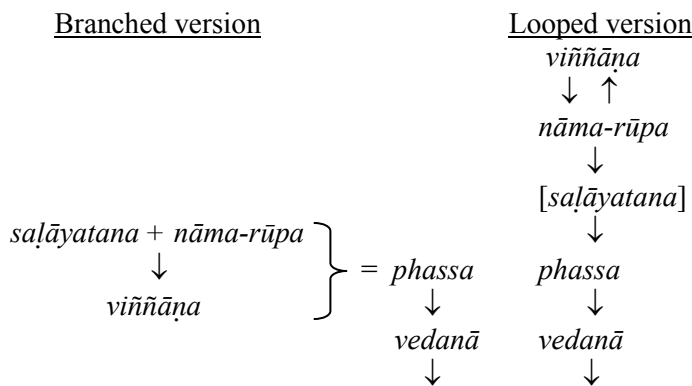 Branched version Looped version
viññāṇa
↓ ↑
nāma-rūpa
↓
[saḷāyatana]
saḷāyatana + nāma-rūpa ↓
↓ = phassa phassa
viññāṇa ↓ ↓
vedanā vedanā
↓ ↓